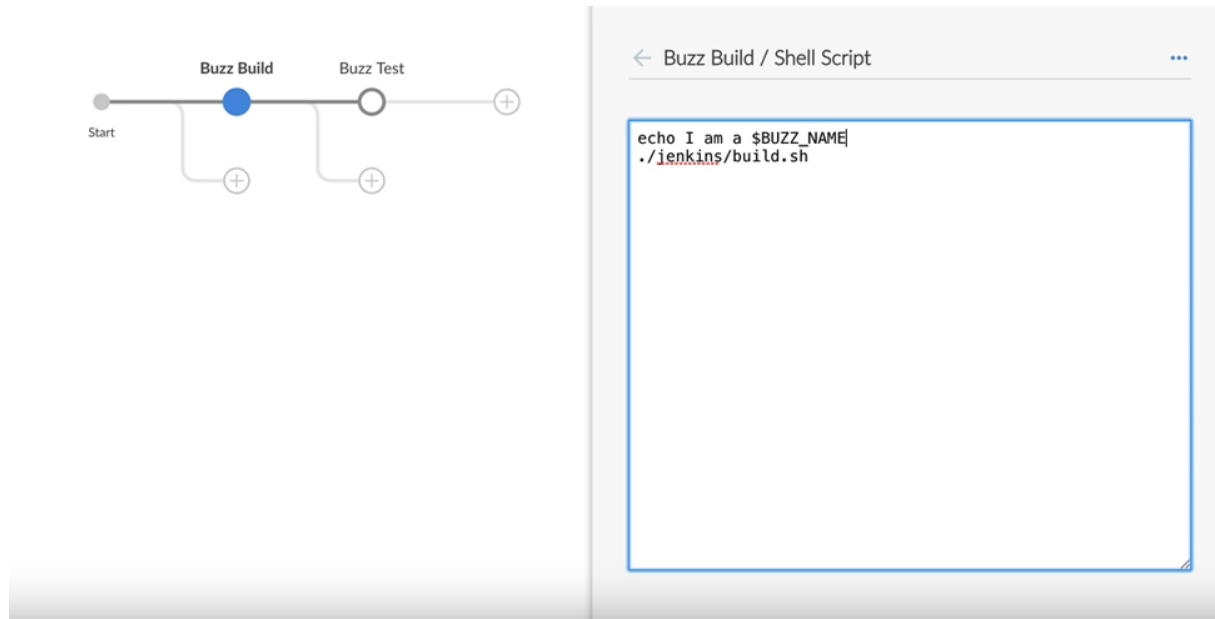 Buzz Build
Buzz Test
Start
Buzz Build / Shell Script
echo I am a $BUZZ_NAME
./jenkins/build.sh